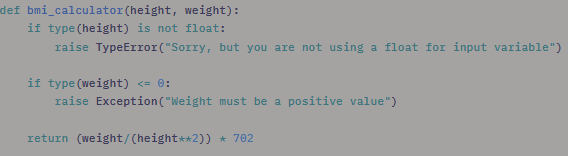 def bmi_calculator(height, weight):
    if type(height) is not float:
        raise TypeError("Sorry, but you are not using a float for input variable")

    if type(weight) <= 0:
        raise Exception("Weight must be a positive value")

    return (weight/(height**2)) * 702